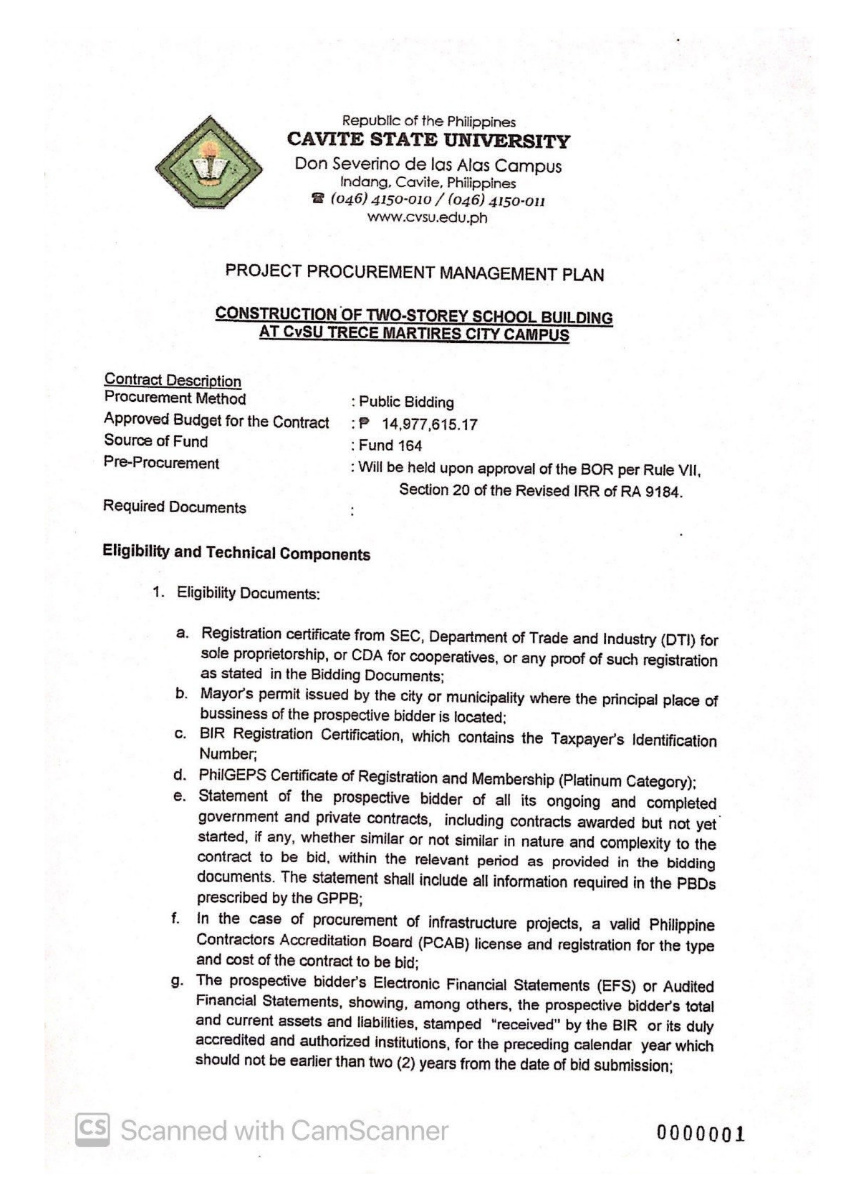 Republic of the Philippines
CAVITE STATE UNIVERSITY
Don Severino de las Alas Campus
Indang, Cavite, Philippines
☎ (046) 4150-010 / (046) 4150-011
www.cvsu.edu.ph
PROJECT PROCUREMENT MANAGEMENT PLAN
CONSTRUCTION OF TWO-STOREY SCHOOL BUILDING
AT CvSU TRECE MARTIRES CITY CAMPUS
Contract Description
Procurement Method : Public Bidding
Approved Budget for the Contract : ₱ 14,977,615.17
Source of Fund : Fund 164
Pre-Procurement : Will be held upon approval of the BOR per Rule VII,
Section 20 of the Revised IRR of RA 9184.
Required Documents :
Eligibility and Technical Components
1. Eligibility Documents:
a. Registration certificate from SEC, Department of Trade and Industry (DTI) for
sole proprietorship, or CDA for cooperatives, or any proof of such registration
as stated in the Bidding Documents;
b. Mayor's permit issued by the city or municipality where the principal place of
bussiness of the prospective bidder is located;
c. BIR Registration Certification, which contains the Taxpayer's Identification
Number;
d. PhilGEPS Certificate of Registration and Membership (Platinum Category);
e. Statement of the prospective bidder of all its ongoing and completed
government and private contracts, including contracts awarded but not yet
started, if any, whether similar or not similar in nature and complexity to the
contract to be bid, within the relevant period as provided in the bidding
documents. The statement shall include all information required in the PBDs
prescribed by the GPPB;
f. In the case of procurement of infrastructure projects, a valid Philippine
Contractors Accreditation Board (PCAB) license and registration for the type
and cost of the contract to be bid;
g. The prospective bidder's Electronic Financial Statements (EFS) or Audited
Financial Statements, showing, among others, the prospective bidder's total
and current assets and liabilities, stamped "received" by the BIR or its duly
accredited and authorized institutions, for the preceding calendar year which
should not be earlier than two (2) years from the date of bid submission;
CS Scanned with CamScanner
0000001